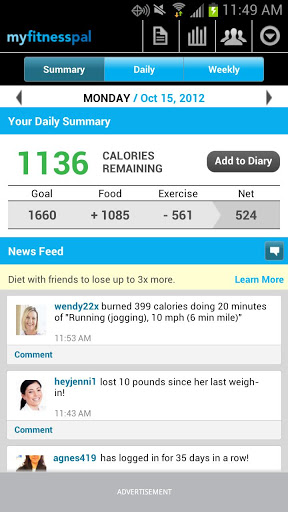 11:49 AM
myfitnesspal
Summary
Daily
Weekly
MONDAY / Oct 15, 2012
Your Daily Summary
1136 CALORIES
REMAINING
Add to Diary
Goal Food Exercise Net
1660 + 1085 - 561 524
News Feed
Diet with friends to lose up to 3x more. Learn More
wendy22x burned 399 calories doing 20 minutes
of "Running (jogging), 10 mph (6 min mile)"
11:53 AM
Comment
heyjenni1 lost 10 pounds since her last weigh-
in!
11:43 AM
Comment
agnes419 has logged in for 35 days in a row!
ADVERTISEMENT